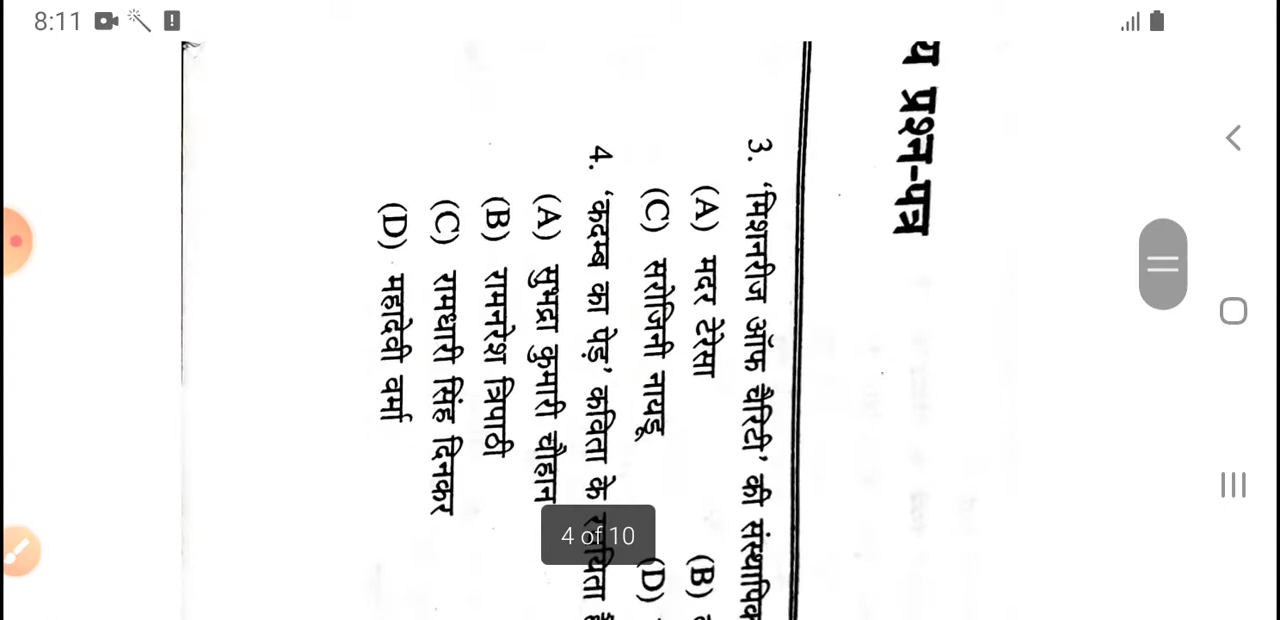 8:11
य प्रश्न-पत्र
3. 'मिशनरीज ऑफ चैरिटी' की
(A) मदर टेरेसा
(B)
(C) सरोजिनी नायडू
(D)
4. 'कदम्ब का पेड़' कविता के
(A) सुभद्रा कुमारी चौहान
(B) रामनरेश त्रिपाठी
(C) रामधारी सिंह दिनकर
(D) महादेवी वर्मा
4 of 10